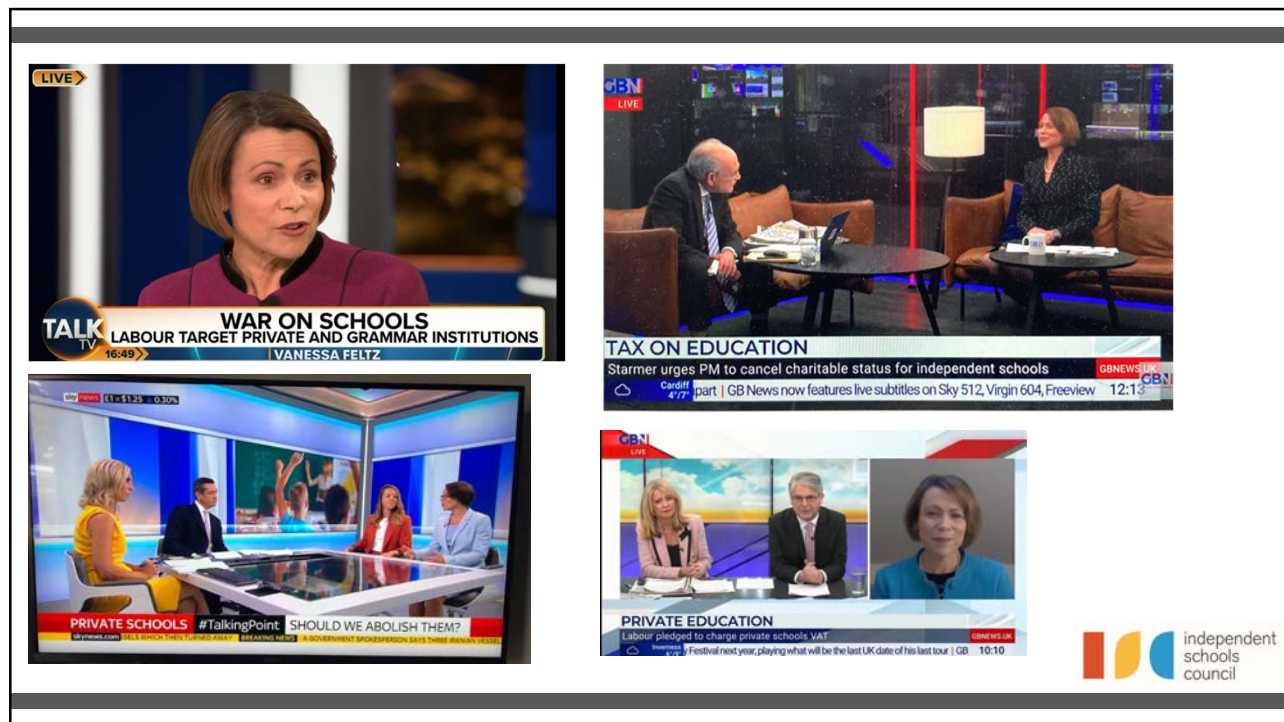 LIVE
WAR ON SCHOOLS
TALK TV
LABOUR TARGET PRIVATE AND GRAMMAR INSTITUTIONS
16:49
VANESSA FELTZ
GBN
LIVE
TAX ON EDUCATION
Starmer urges PM to cancel charitable status for independent schools
GBNEWS.UK
GBN
Cardiff
4°/7°
part | GB News now features live subtitles on Sky 512, Virgin 604, Freeview
12:13
sky news
£1 = $1.25 0.30%
PRIVATE SCHOOLS
#TalkingPoint
SHOULD WE ABOLISH THEM?
skynews.com
SELS WHICH THEN TURNED AWAY
BREAKING NEWS
A GOVERNMENT SPOKESPERSON SAYS THREE IRANIAN VESSEL
GBN
LIVE
PRIVATE EDUCATION
Labour pledged to charge private schools VAT
GBNEWS.UK
Inverness
y Festival next year, playing what will be the last UK date of his last tour | GB
10:10
independent
schools
council